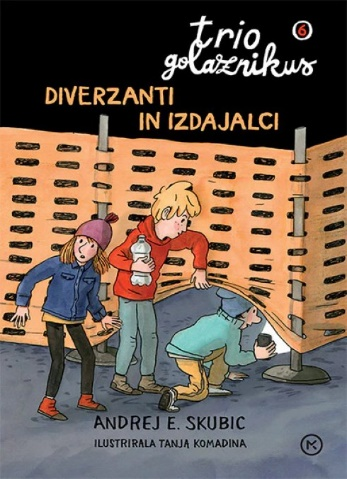 trio
6
golaznikus
DIVERZANTI
IN IZDAJALCI
ANDREJ E. SKUBIC
ILUSTRIRALA TANJA KOMADINA
M